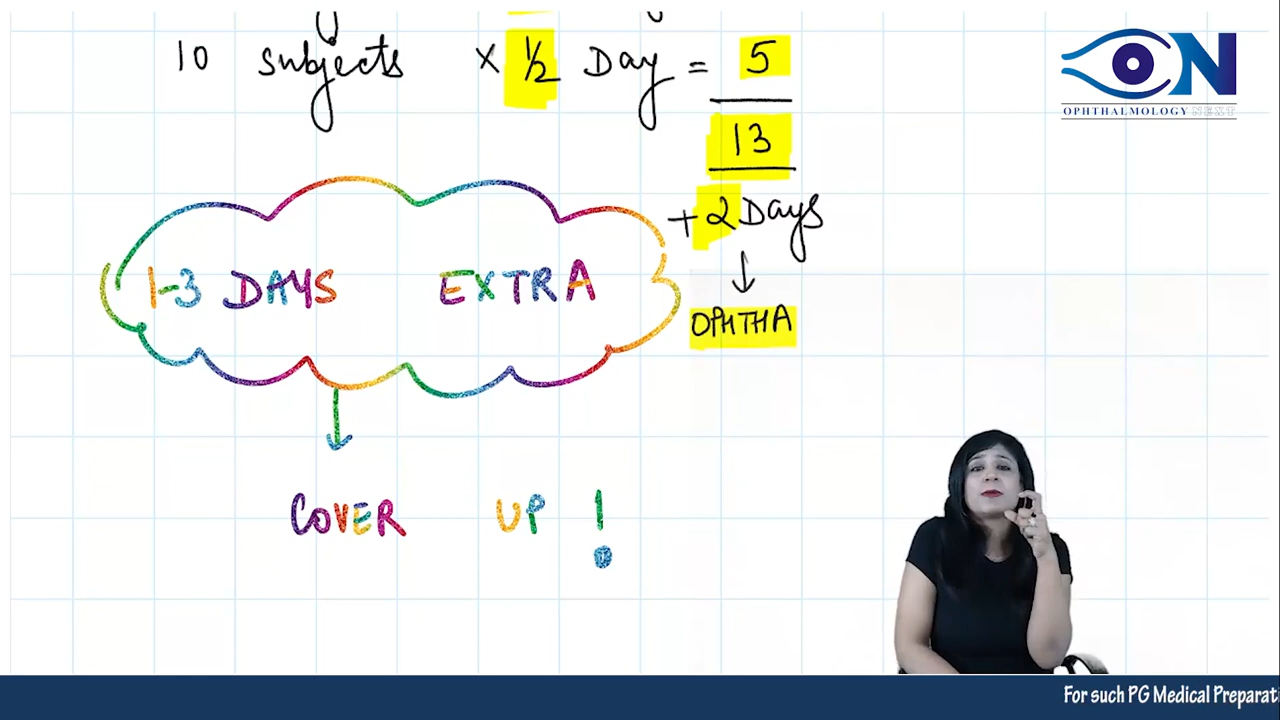 10 subjects × 1/2 Day = 5
13
+ 2 Days
OPHTHA
1-3 DAYS EXTRA
COVER UP !
ON
OPHTHALMOLOGY NEXT
For such PG Medical